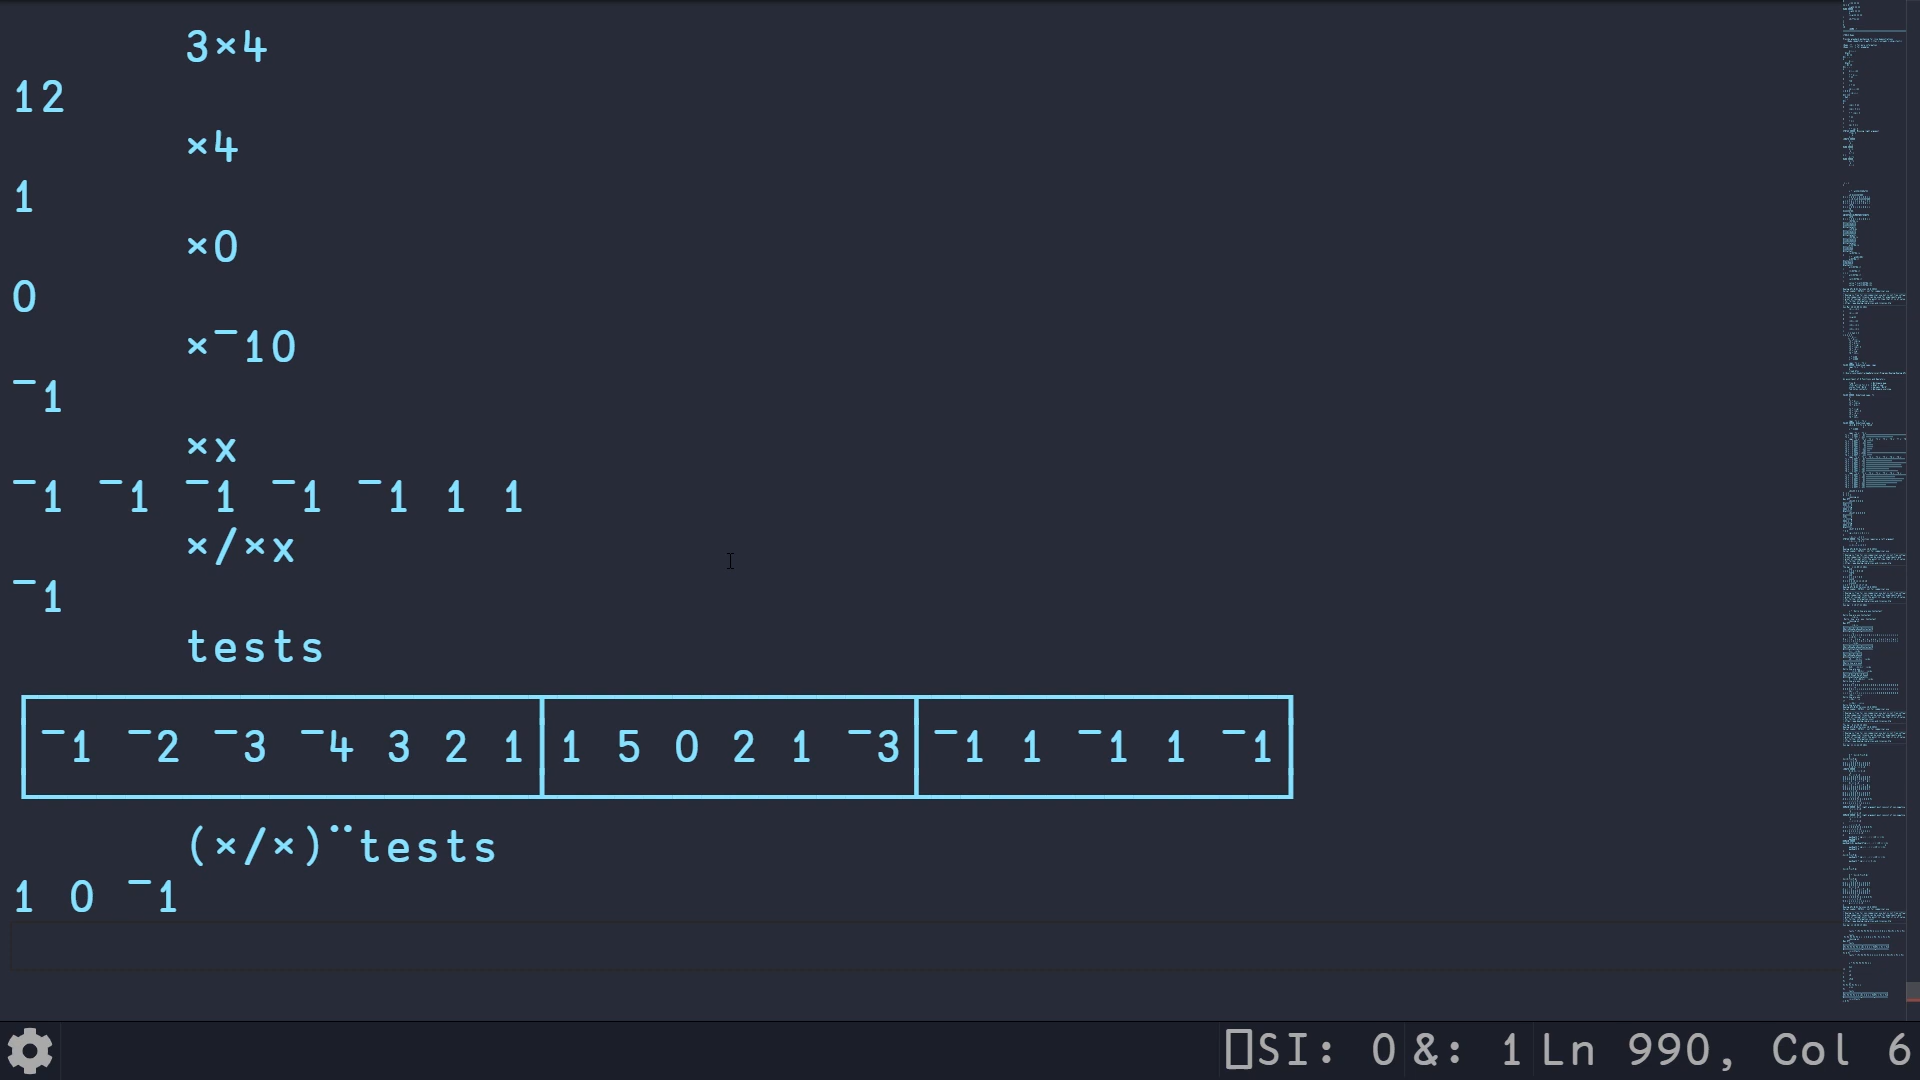 3×4
12
×4
1
×0
0
×¯10
¯1
×x
¯1 ¯1 ¯1 ¯1 ¯1 1 1
×/×x
¯1
tests
¯1 ¯2 ¯3 ¯4 3 2 1 1 5 0 2 1 ¯3 ¯1 1 ¯1 1 ¯1
(×/×)¨tests
1 0 ¯1
⎕SI: 0 &: 1 Ln 990, Col 6